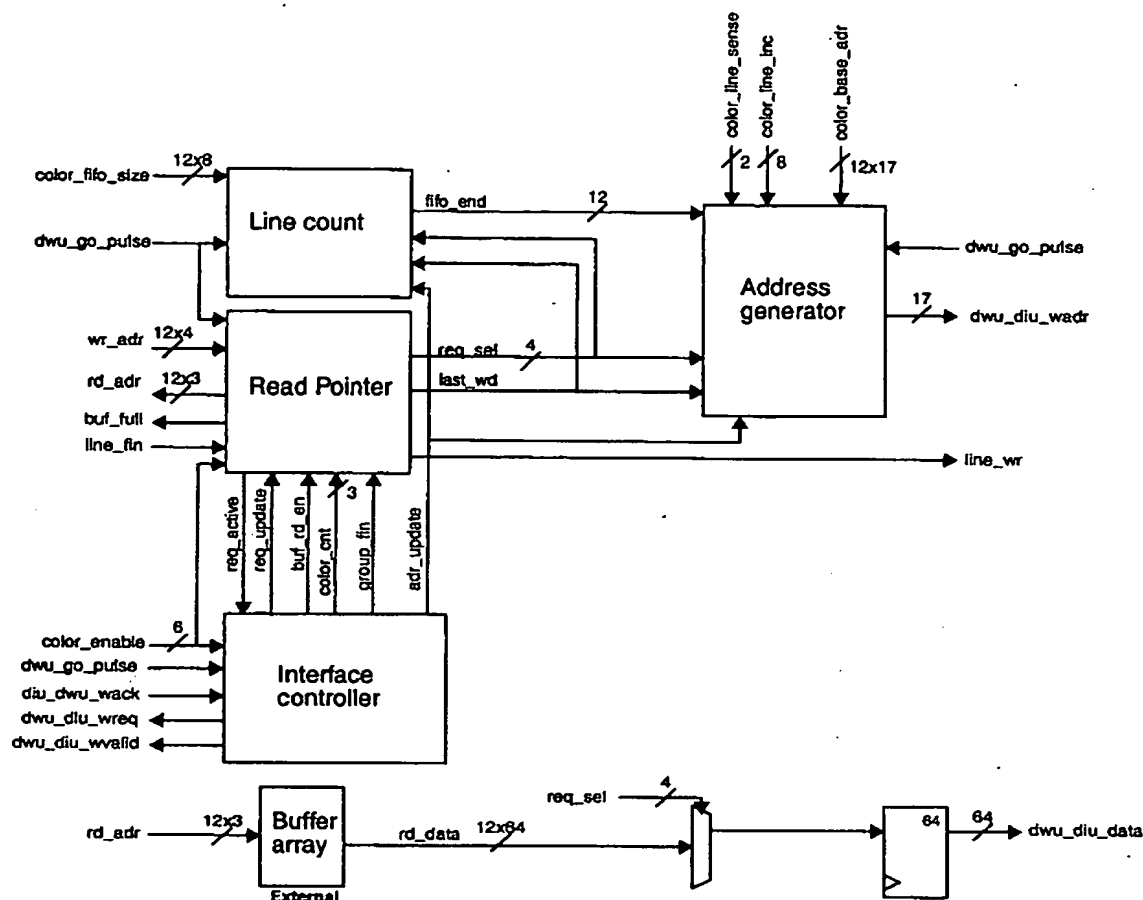 color_line_sense
color_line_inc
color_base_adr
2
8
12x17
color_fifo_size
12x8
Line count
fifo_end
12
dwu_go_pulse
dwu_go_pulse
Address
generator
17
dwu_diu_wadr
wr_adr
12x4
rd_adr
12x3
Read Pointer
req_sel
4
last_wd
buf_full
line_fin
line_wr
3
req_active
req_update
buf_rd_en
color_cnt
group_fin
adr_update
color_enable
6
dwu_go_pulse
diu_dwu_wack
dwu_diu_wreq
dwu_diu_wvalid
Interface
controller
req_sel
4
rd_adr
12x3
Buffer
array
External
rd_data
12x64
64
64
dwu_diu_data